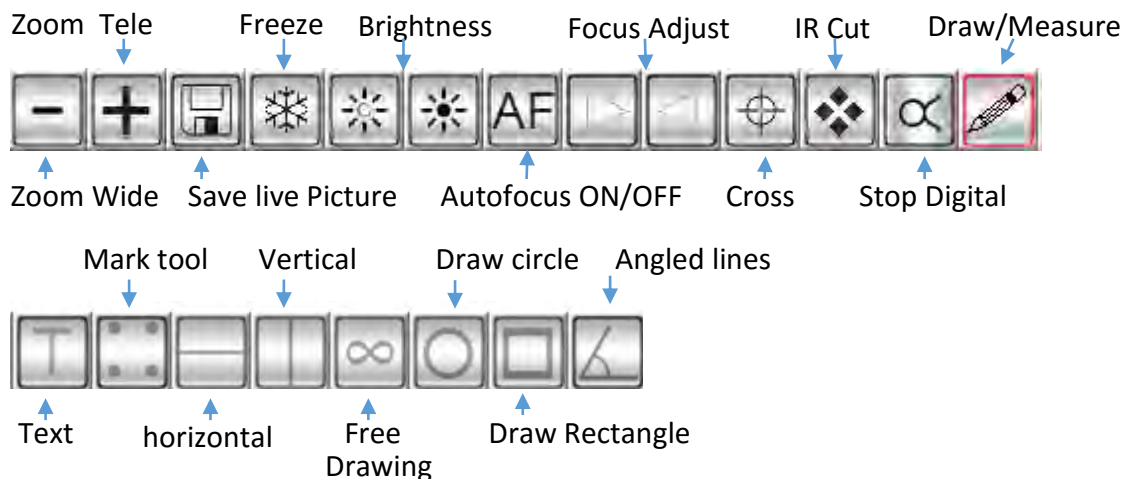 Zoom Tele Freeze Brightness Focus Adjust IR Cut Draw/Measure
AF
Zoom Wide Save live Picture Autofocus ON/OFF Cross Stop Digital
Mark tool Vertical Draw circle Angled lines
T
Text horizontal Free Drawing Draw Rectangle